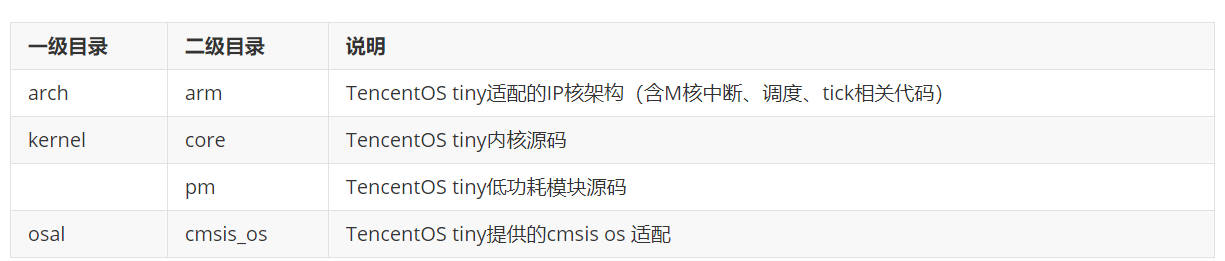 一级目录 二级目录 说明
arch arm TencentOS tiny适配的IP核架构（含M核中断、调度、tick相关代码）
kernel core TencentOS tiny内核源码
pm TencentOS tiny低功耗模块源码
osal cmsis_os TencentOS tiny提供的cmsis os 适配